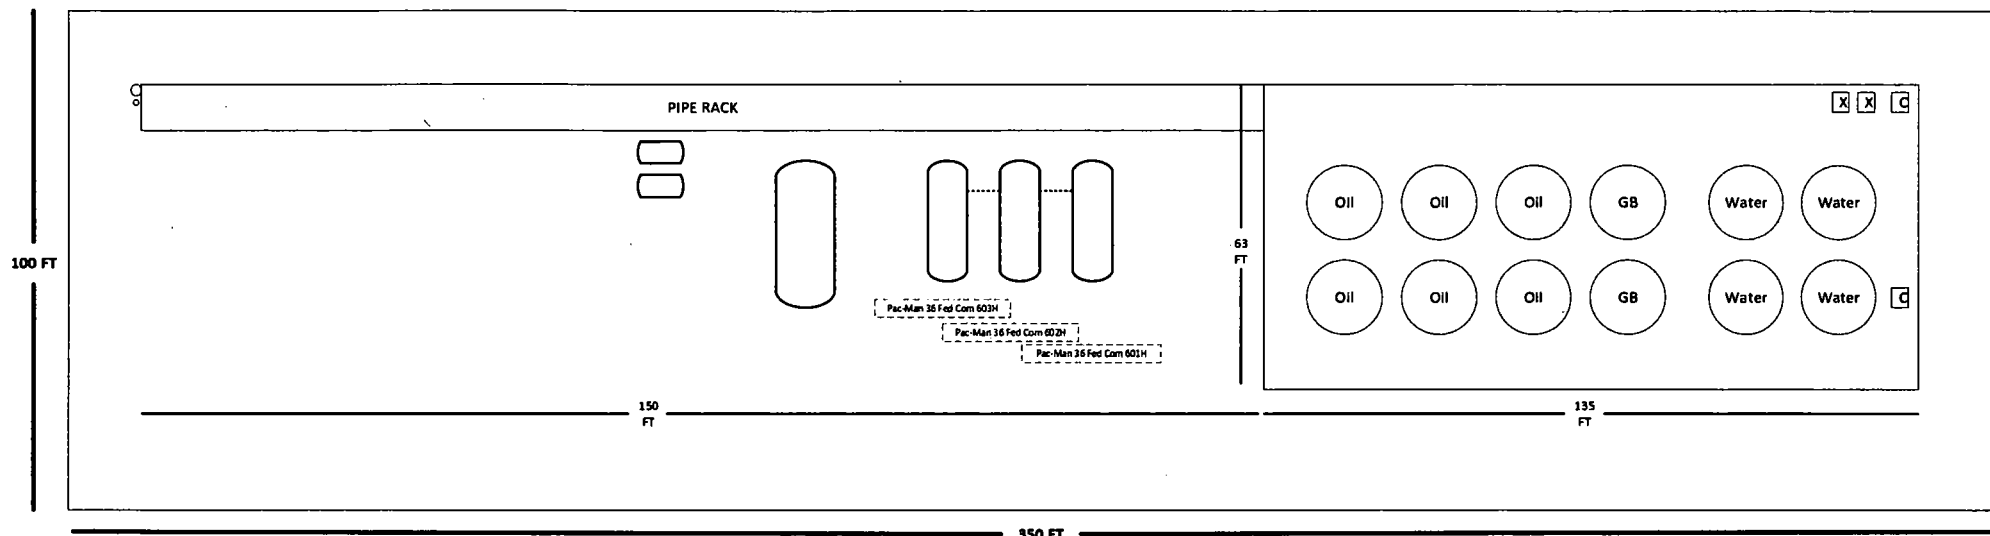 PIPE RACK
X X C
Oil Oil Oil GB Water Water
100 FT
63
FT
Oil Oil Oil GB Water Water C
Pac-Man 36 Fed Com 603H
Pac-Man 36 Fed Com 602H
Pac-Man 36 Fed Com 601H
150
FT
135
FT
350 FT